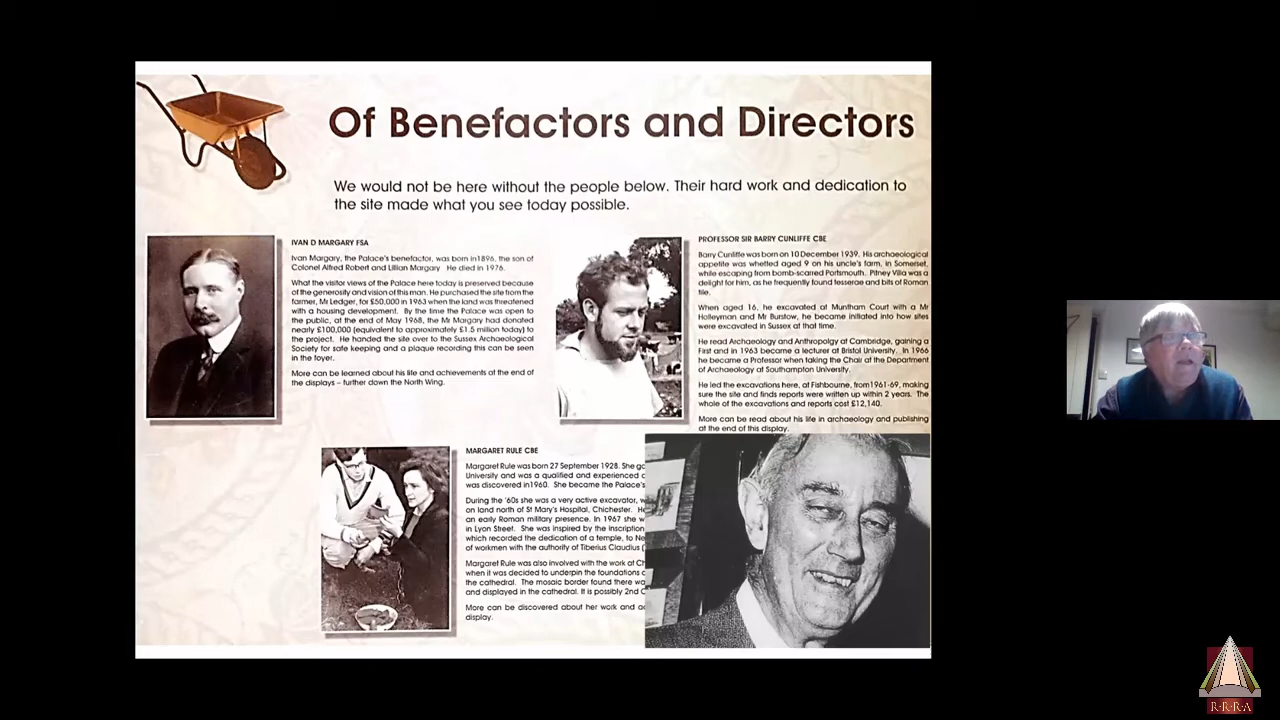 Of Benefactors and Directors
We would not be here without the people below. Their hard work and dedication to
the site made what you see today possible.
IVAN D MARGARY FSA
Ivan Margary, the Palace's benefactor, was born in1896, the son of
Colonel Alfred Robert and Lillian Margary. He died in 1976.
What the visitor views of the Palace here today is preserved because
of the generosity and vision of this man. He purchased the site from the
farmer, Mr Ledger, for £50,000 in 1963 when the land was threatened
with a housing development. By the time the Palace was open to
the public, at the end of May 1968, the Mr Margary had donated
nearly £100,000 (equivalent to approximately £1.5 million today) to
the project. He handed the site over to the Sussex Archaeological
Society for safe keeping and a plaque recording this can be seen
in the foyer.
More can be learned about his life and achievements at the end of
the displays – further down the North Wing.
PROFESSOR SIR BARRY CUNLIFFE CBE
Barry Cunliffe was born on 10 December 1939. His archaeological
appetite was whetted aged 9 on his uncle's farm, in Somerset,
while escaping from bomb-scarred Portsmouth. Pitney Villa was a
delight for him, as he frequently found tesserae and bits of Roman
tile.
When aged 16, he excavated at Muntham Court with a Mr
Holleyman and Mr Burstow, he became initiated into how sites
were excavated in Sussex at that time.
He read Archaeology and Anthropolgy at Cambridge, gaining a
First and in 1963 became a lecturer at Bristol University. In 1966
he became a Professor when taking the Chair at the Department
of Archaeology at Southampton University.
He led the excavations here, at Fishbourne, from1961-69, making
sure the site and finds reports were written up within 2 years. The
whole of the excavations and reports cost £12,140.
More can be read about his life in archaeology and publishing
at the end of this display.
MARGARET RULE CBE
Margaret Rule was born 27 September 1928. She
University and was a qualified and experienced
was discovered in1960. She became the Palace's
During the '60s she was a very active excavator,
on land north of St Mary's Hospital, Chichester.
an early Roman military presence. In 1967 she
in Lyon Street. She was inspired by the inscription
which recorded the dedication of a temple, to
of workmen with the authority of Tiberius Claudius
Margaret Rule was also involved with the work at
when it was decided to underpin the foundations
the cathedral. The mosaic border found there
and displayed in the cathedral. It is possibly 2nd
More can be discovered about her work and
display.
R·R·R·A